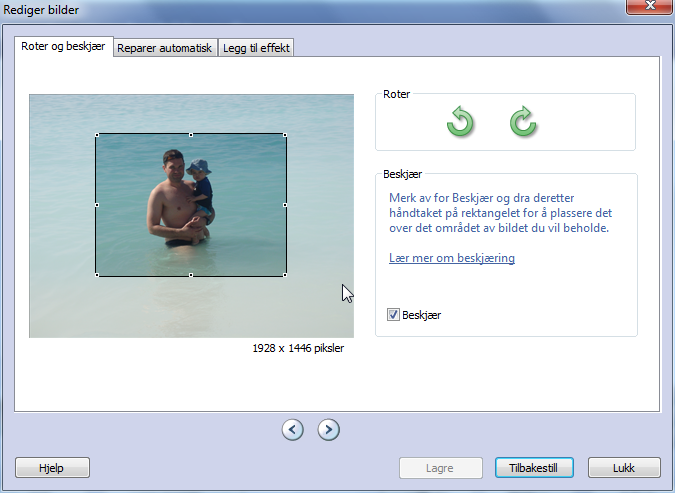 Rediger bilder
Roter og beskjær
Reparer automatisk
Legg til effekt
Roter
Beskjær
Merk av for Beskjær og dra deretter
håndtaket på rektangelet for å plassere det
over det området av bildet du vil beholde.
Lær mer om beskjæring
Beskjær
1928 x 1446 piksler
Hjelp
Lagre
Tilbakestill
Lukk